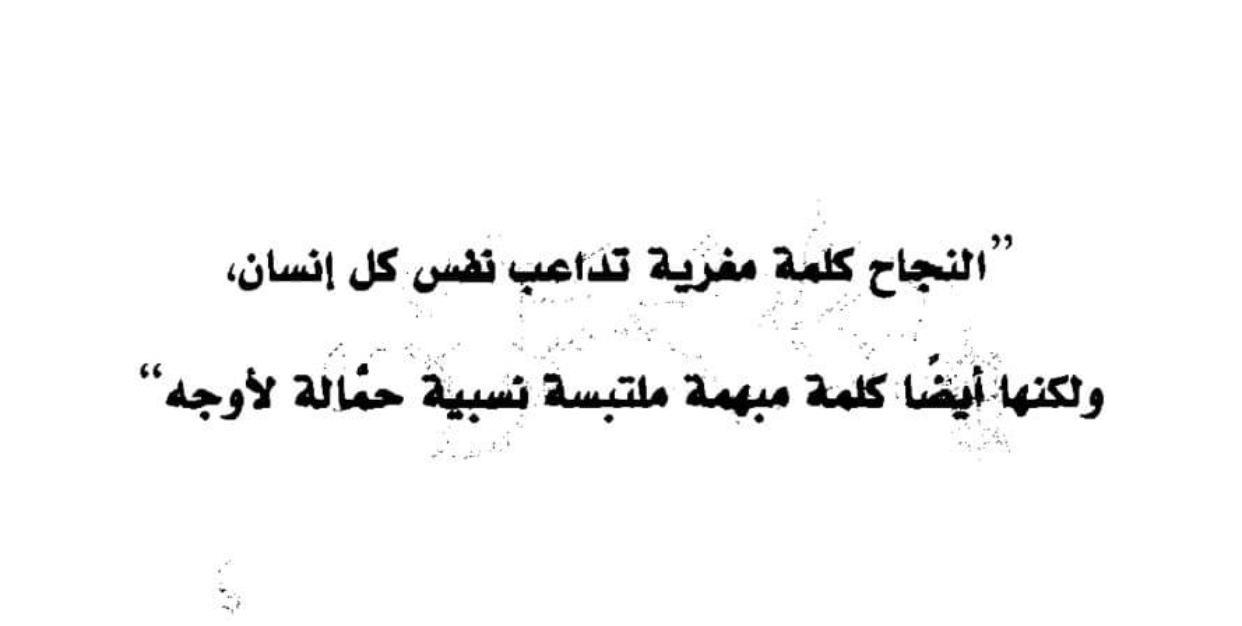 ”النجاح كلمة مغرية تداعب نفس كل إنسان،
ولكنها أيضًا كلمة مبهمة ملتبسة نسبية حمَّالة لأوجه“